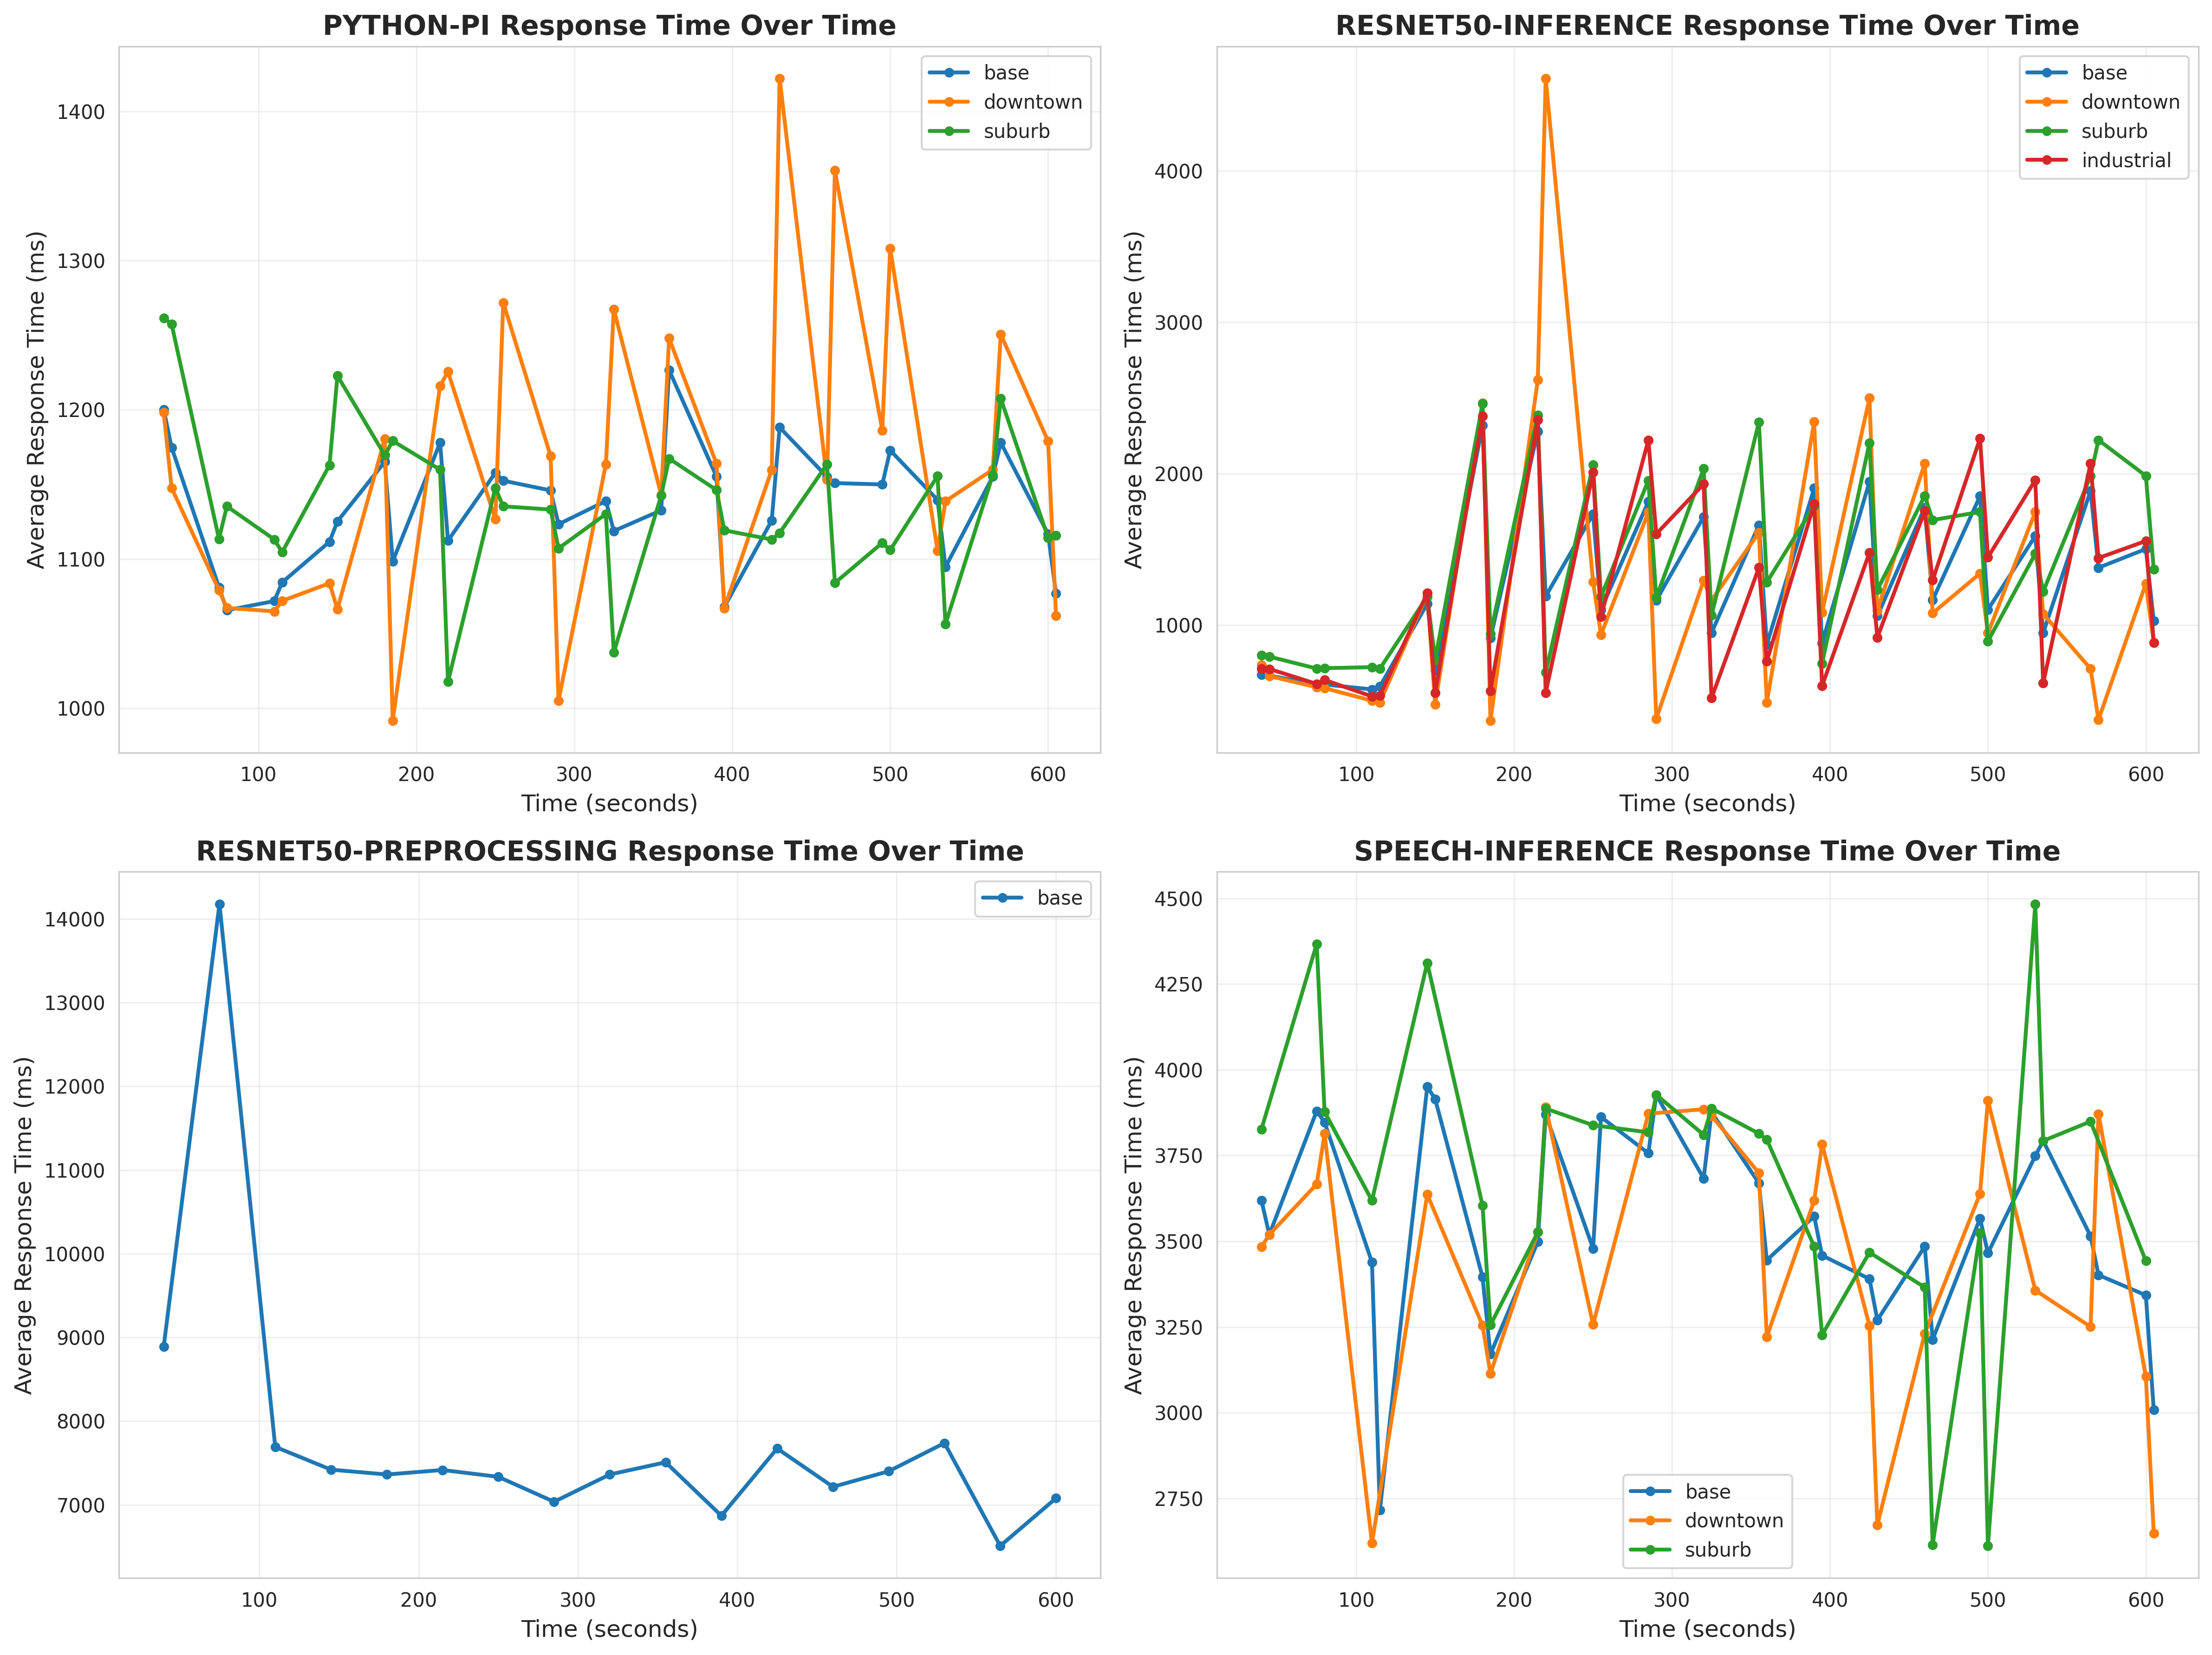 PYTHON-PI Response Time Over Time
Average Response Time (ms)
1400
1300
1200
1100
1000
base
downtown
suburb
100 200 300 400 500 600
Time (seconds)
RESNET50-INFERENCE Response Time Over Time
Average Response Time (ms)
4000
3000
2000
1000
base
downtown
suburb
industrial
100 200 300 400 500 600
Time (seconds)
RESNET50-PREPROCESSING Response Time Over Time
Average Response Time (ms)
14000
13000
12000
11000
10000
9000
8000
7000
base
100 200 300 400 500 600
Time (seconds)
SPEECH-INFERENCE Response Time Over Time
Average Response Time (ms)
4500
4250
4000
3750
3500
3250
3000
2750
base
downtown
suburb
100 200 300 400 500 600
Time (seconds)